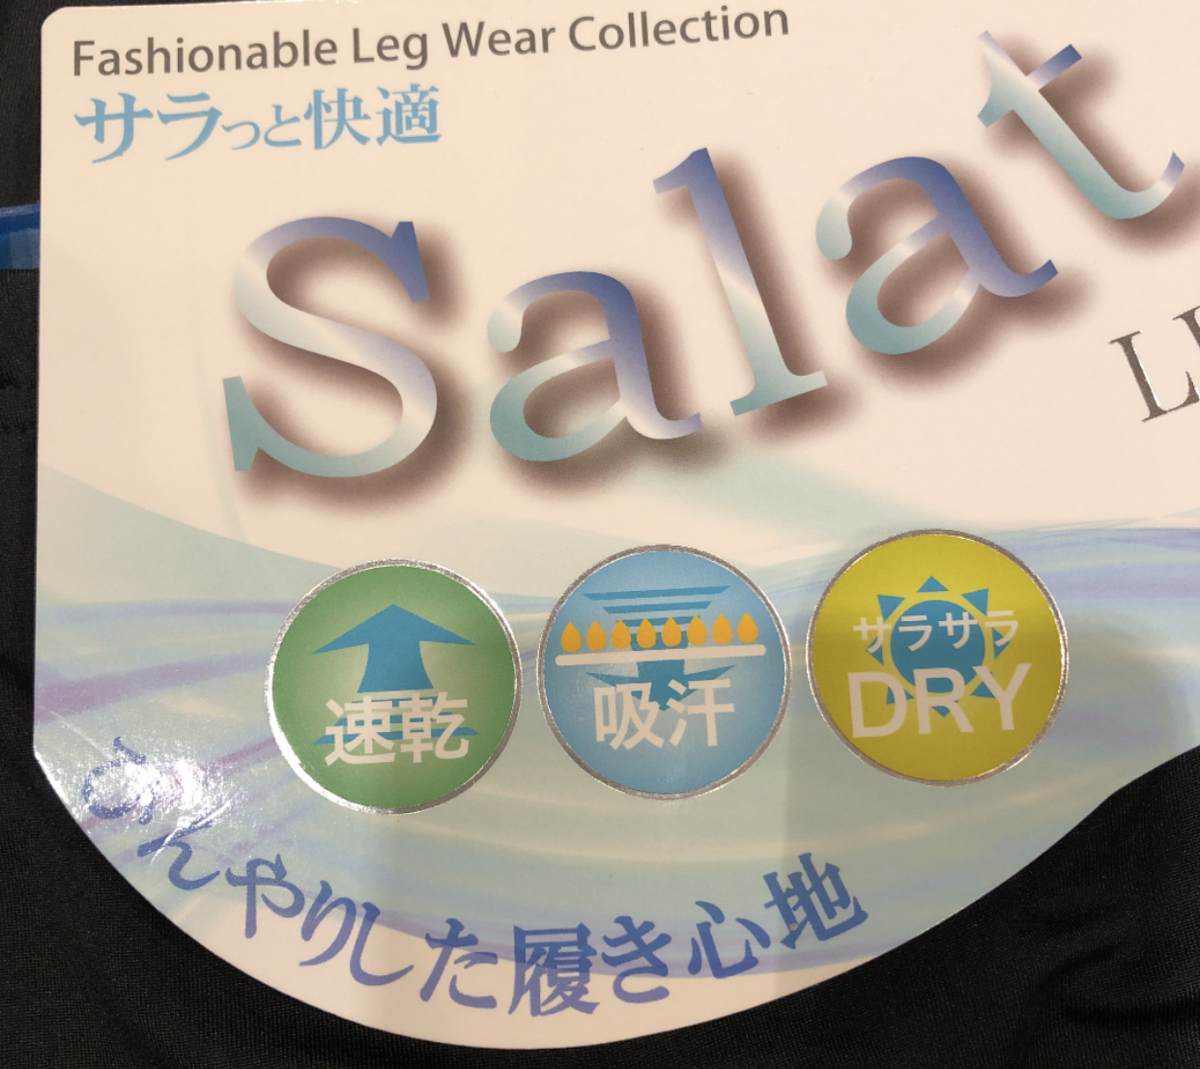 Fashionable Leg Wear Collection
サラっと快適
Salat
速乾
吸汗
サラサラ
DRY
ひんやりした履き心地